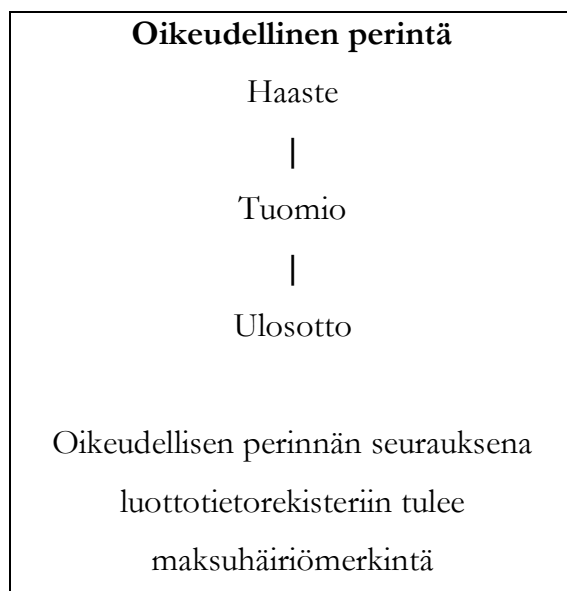 Oikeudellinen perintä
Haaste
|
Tuomio
|
Ulosotto
Oikeudellisen perinnän seurauksena
luottotietorekisteriin tulee
maksuhäiriömerkintä